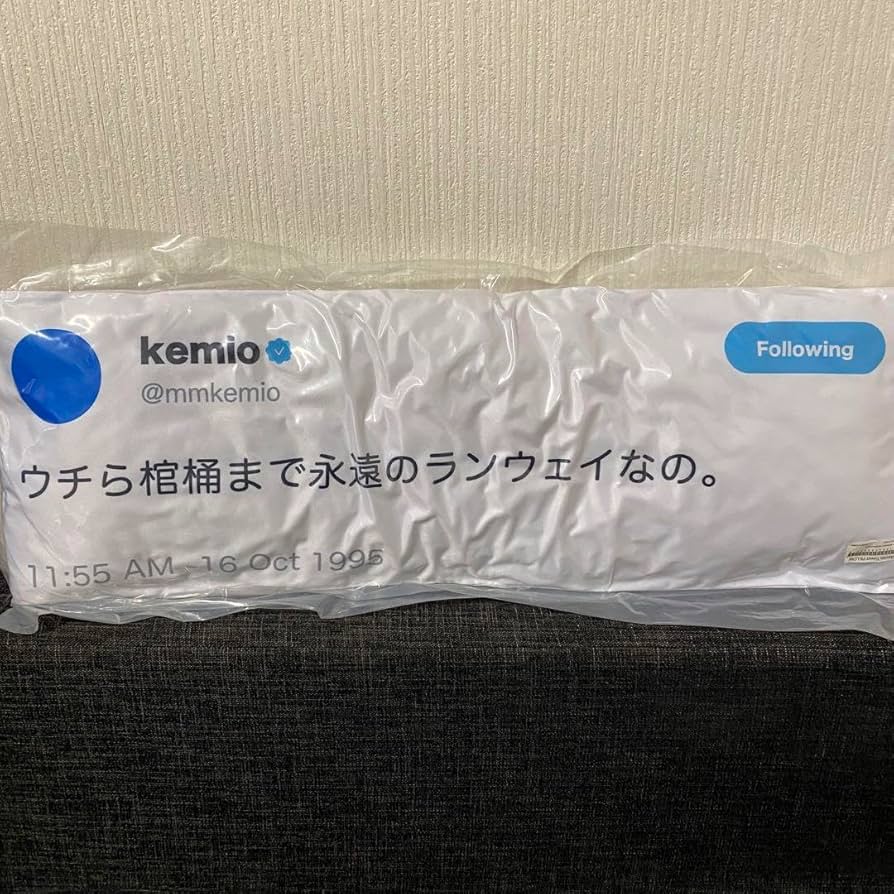 kemio
@mmkemio
Following
ウチら棺桶まで永遠のランウェイなの。
11:55 AM 16 Oct 1995